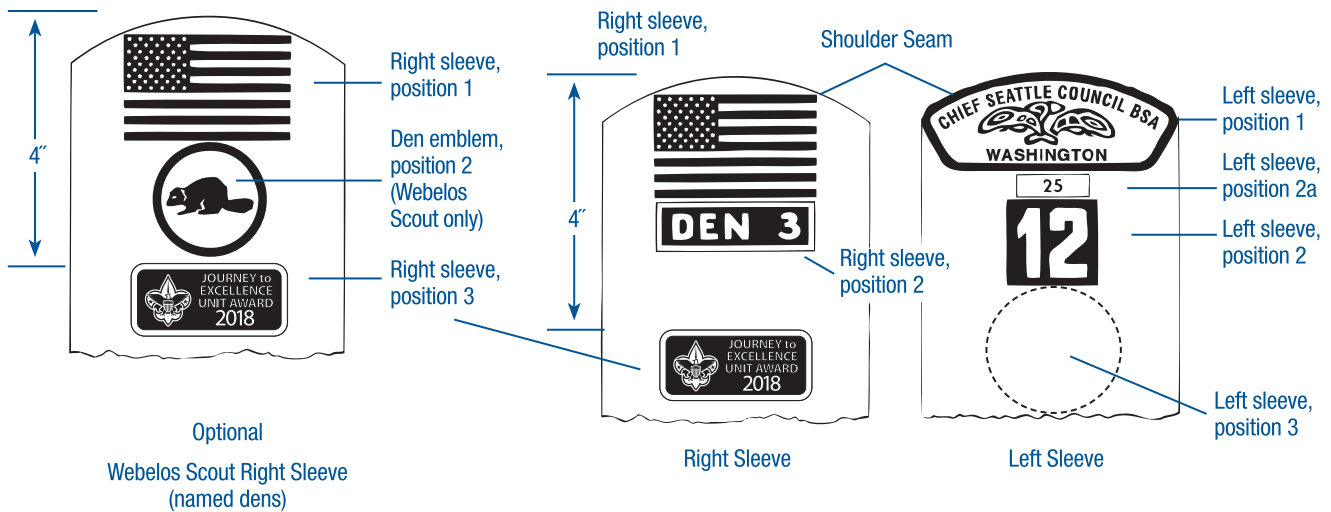 4˝
Right sleeve,
position 1
Den emblem,
position 2
(Webelos
Scout only)
Right sleeve,
position 3
JOURNEY to
EXCELLENCE
UNIT AWARD
2018
Optional
Webelos Scout Right Sleeve
(named dens)
Right sleeve,
position 1
Shoulder Seam
4˝
DEN 3
Right sleeve,
position 2
JOURNEY to
EXCELLENCE
UNIT AWARD
2018
Right Sleeve
CHIEF SEATTLE COUNCIL BSA
WASHINGTON
25
12
Left sleeve,
position 1
Left sleeve,
position 2a
Left sleeve,
position 2
Left sleeve,
position 3
Left Sleeve